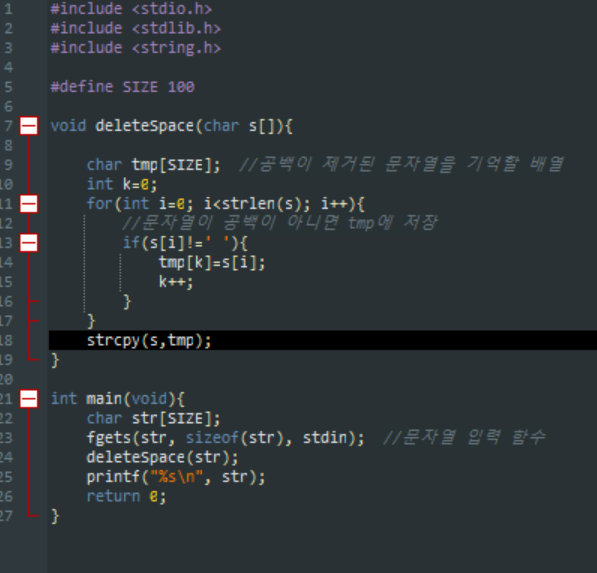 1 #include <stdio.h>
2 #include <stdlib.h>
3 #include <string.h>
4
5 #define SIZE 100
6
7 void deleteSpace(char s[]){
8
9     char tmp[SIZE];  //공백이 제거된 문자열을 기억할 배열
10     int k=0;
11     for(int i=0; i<strlen(s); i++){
12         //문자열이 공백이 아니면 tmp에 저장
13         if(s[i]!=' '){
14             tmp[k]=s[i];
15             k++;
16         }
17     }
18     strcpy(s,tmp);
19 }
20
21 int main(void){
22     char str[SIZE];
23     fgets(str, sizeof(str), stdin);  //문자열 입력 함수
24     deleteSpace(str);
25     printf("%s\n", str);
26     return 0;
27 }